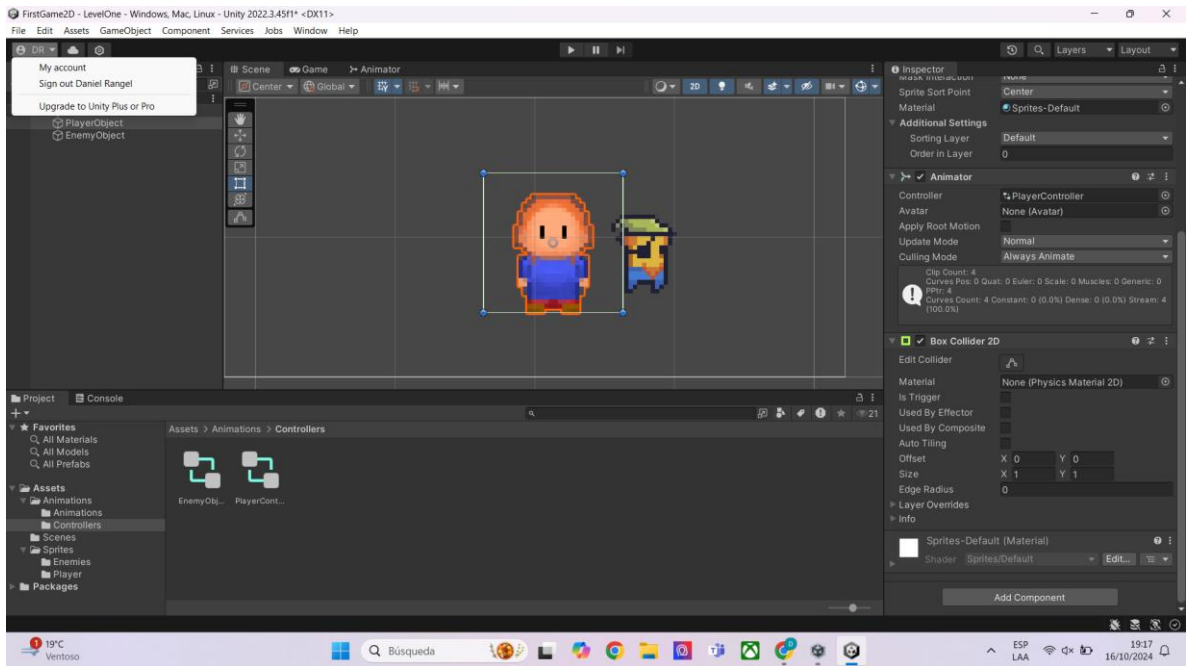 FirstGame2D - LevelOne - Windows, Mac, Linux - Unity 2022.3.45f1* <DX11>
File Edit Assets GameObject Component Services Jobs Window Help
DR
Layers
Layout
My account
Sign out Daniel Rangel
Upgrade to Unity Plus or Pro
PlayerObject
EnemyObject
Scene Game Animator
Center Global
2D
Inspector
Mask Interaction None
Sprite Sort Point Center
Material Sprites-Default
Additional Settings
Sorting Layer Default
Order in Layer 0
Animator
Controller PlayerController
Avatar None (Avatar)
Apply Root Motion
Update Mode Normal
Culling Mode Always Animate
Clip Count: 4
Curves Pos: 0 Quat: 0 Euler: 0 Scale: 0 Muscles: 0 Generic: 0
PPtr: 4
Curves Count: 4 Constant: 0 (0.0%) Dense: 0 (0.0%) Stream: 4
(100.0%)
Box Collider 2D
Edit Collider
Material None (Physics Material 2D)
Is Trigger
Used By Effector
Used By Composite
Auto Tiling
Offset X 0 Y 0
Size X 1 Y 1
Edge Radius 0
Layer Overrides
Info
Sprites-Default (Material)
Shader Sprites/Default Edit...
Add Component
Project Console
21
Favorites
All Materials
All Models
All Prefabs
Assets
Animations
Animations
Controllers
Scenes
Sprites
Enemies
Player
Packages
Assets > Animations > Controllers
EnemyObj... PlayerCont...
1
19°C
Ventoso
Búsqueda
ESP
LAA
19:17
16/10/2024